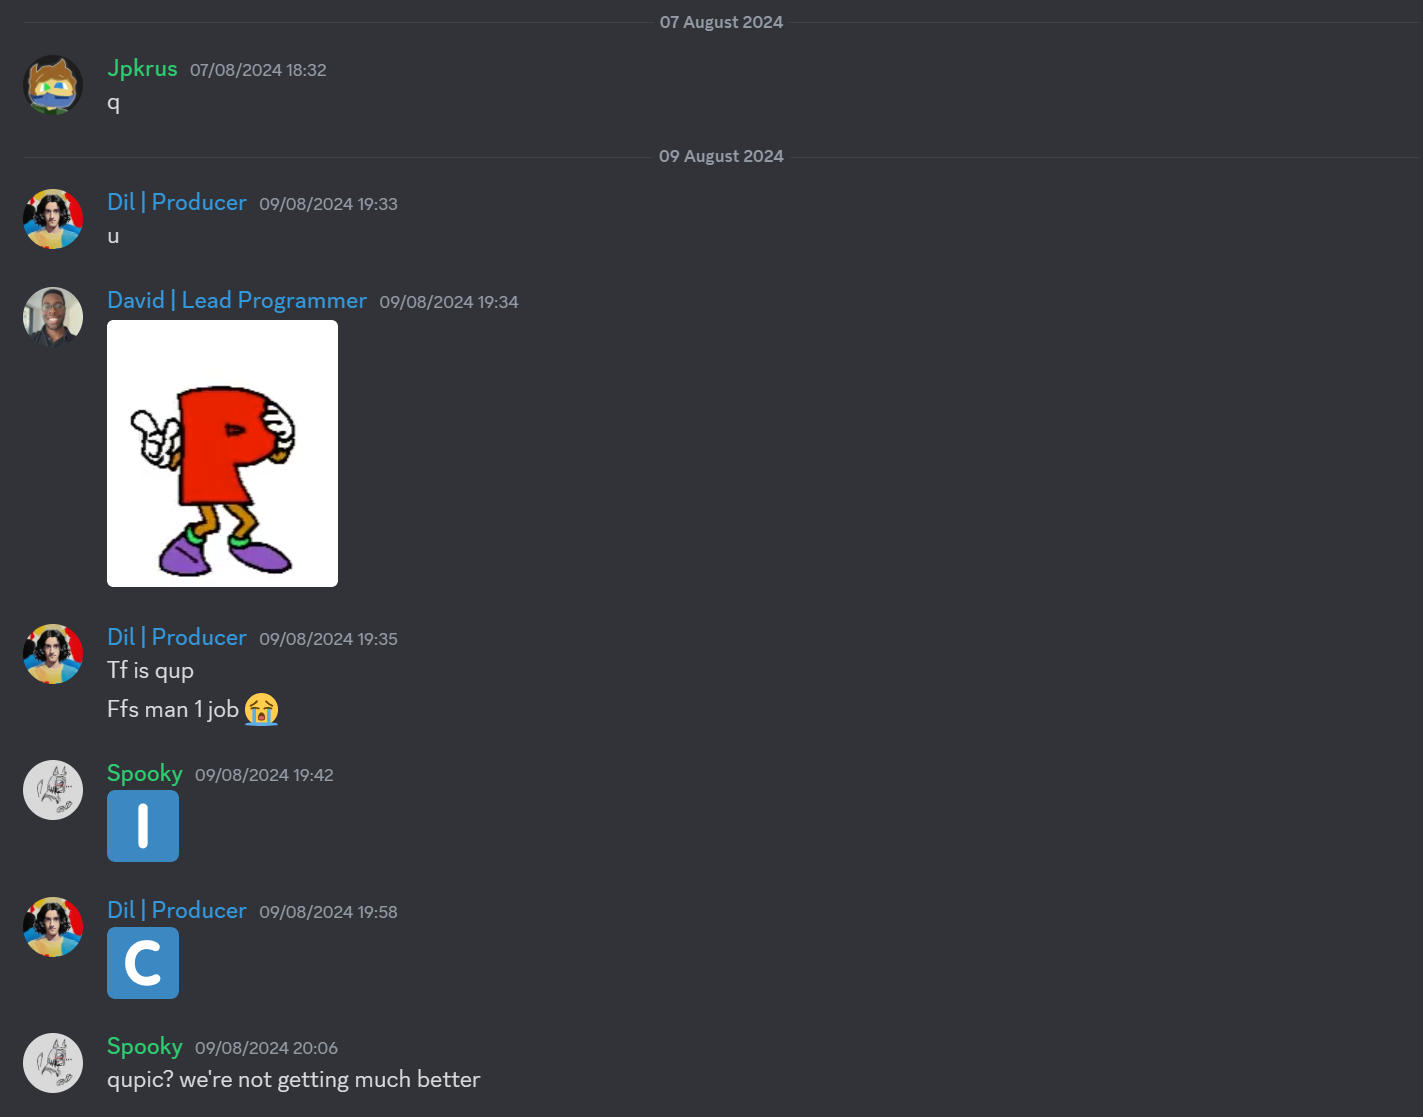 07 August 2024
Jpkrus 07/08/2024 18:32
q
09 August 2024
Dil | Producer 09/08/2024 19:33
u
David | Lead Programmer 09/08/2024 19:34
P
Dil | Producer 09/08/2024 19:35
Tf is qup
Ffs man 1 job 😭
Spooky 09/08/2024 19:42
I
Dil | Producer 09/08/2024 19:58
C
Spooky 09/08/2024 20:06
qupic? we're not getting much better